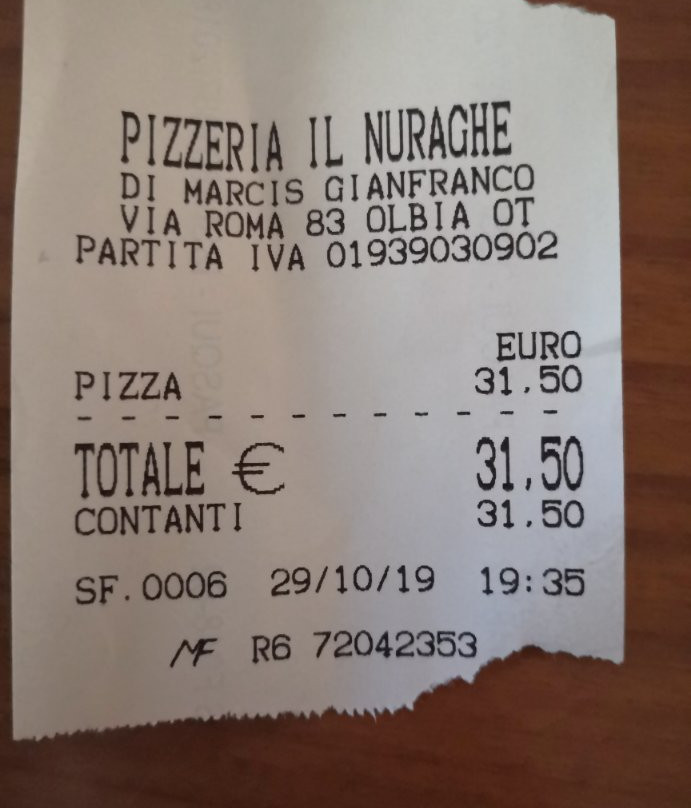 PIZZERIA IL NURAGHE
DI MARCIS GIANFRANCO
VIA ROMA 83 OLBIA OT
PARTITA IVA 01939030902
EURO
PIZZA 31,50
TOTALE € 31,50
CONTANTI 31,50
SF.0006 29/10/19 19:35
MF R6 72042353